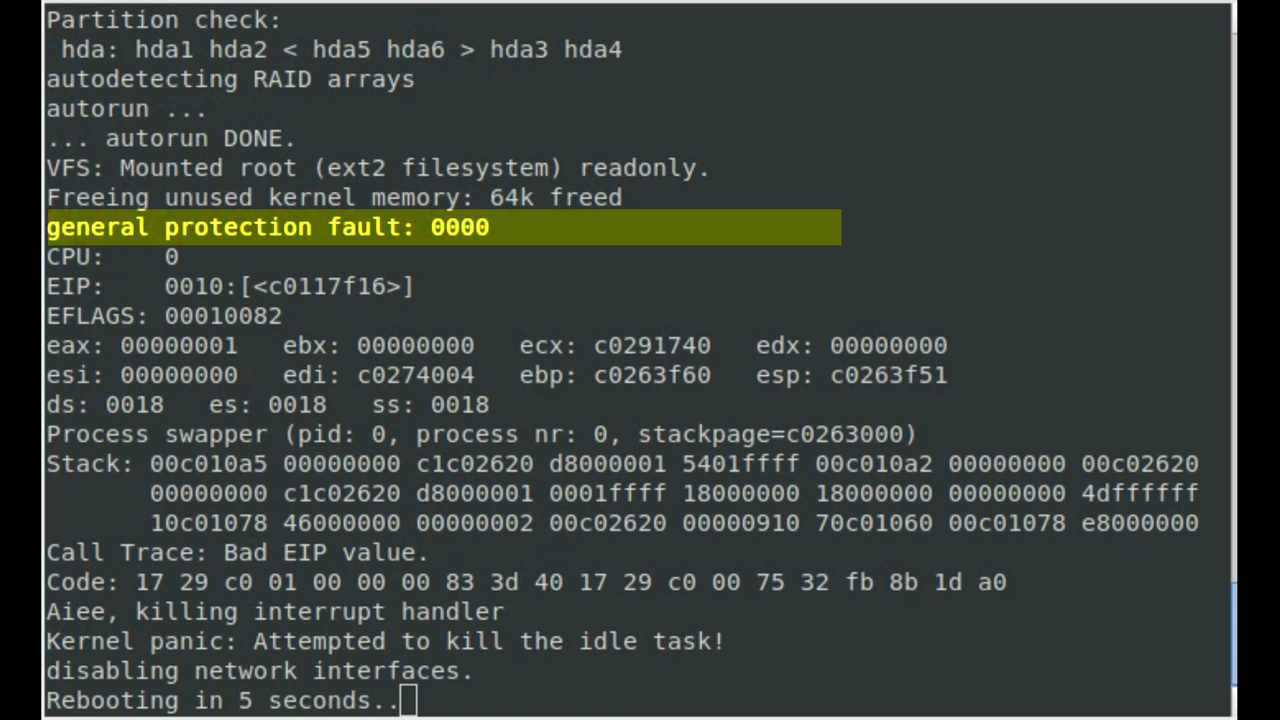 Partition check:
 hda: hda1 hda2 < hda5 hda6 > hda3 hda4
autodetecting RAID arrays
autorun ...
... autorun DONE.
VFS: Mounted root (ext2 filesystem) readonly.
Freeing unused kernel memory: 64k freed
general protection fault: 0000
CPU:    0
EIP:    0010:[<c0117f16>]
EFLAGS: 00010082
eax: 00000001   ebx: 00000000   ecx: c0291740   edx: 00000000
esi: 00000000   edi: c0274004   ebp: c0263f60   esp: c0263f51
ds: 0018   es: 0018   ss: 0018
Process swapper (pid: 0, process nr: 0, stackpage=c0263000)
Stack: 00c010a5 00000000 c1c02620 d8000001 5401ffff 00c010a2 00000000 00c02620
       00000000 c1c02620 d8000001 0001ffff 18000000 18000000 00000000 4dffffff
       10c01078 46000000 00000002 00c02620 00000910 70c01060 00c01078 e8000000
Call Trace: Bad EIP value.
Code: 17 29 c0 01 00 00 00 83 3d 40 17 29 c0 00 75 32 fb 8b 1d a0
Aiee, killing interrupt handler
Kernel panic: Attempted to kill the idle task!
disabling network interfaces.
Rebooting in 5 seconds..